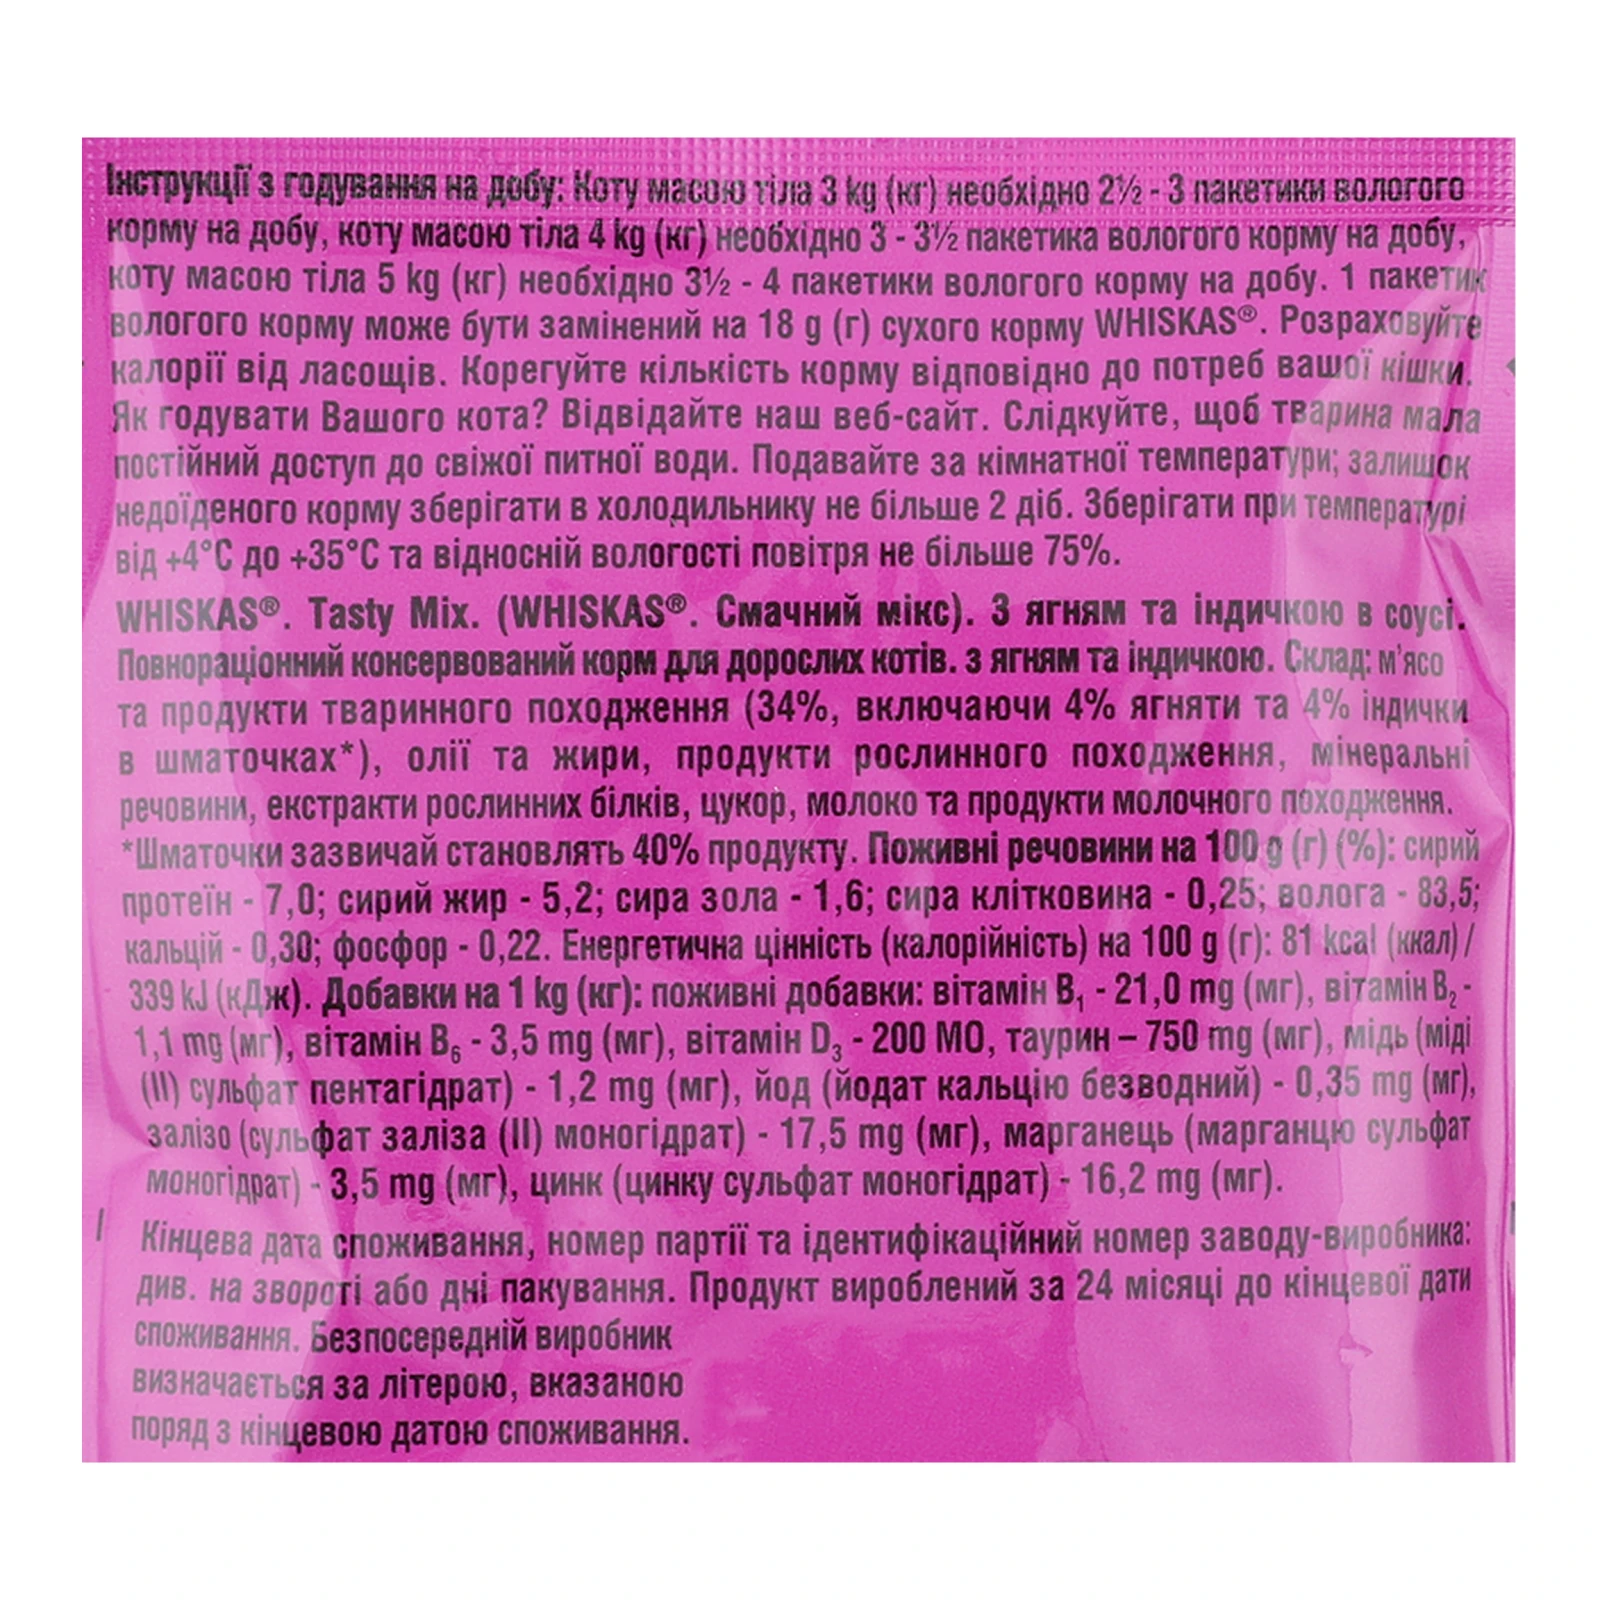 Інструкції з годування на добу: Коту масою тіла 3 kg (кг) необхідно 2½ - 3 пакетики вологого
корму на добу, коту масою тіла 4 kg (кг) необхідно 3 - 3½ пакетика вологого корму на добу,
коту масою тіла 5 kg (кг) необхідно 3½ - 4 пакетики вологого корму на добу. 1 пакетик
вологого корму може бути замінений на 18 g (г) сухого корму WHISKAS®. Розраховуйте
калорії від ласощів. Корегуйте кількість корму відповідно до потреб вашої кішки.
Як годувати Вашого кота? Відвідайте наш веб-сайт. Слідкуйте, щоб тварина мала
постійний доступ до свіжої питної води. Подавайте за кімнатної температури; залишок
недоїденого корму зберігати в холодильнику не більше 2 діб. Зберігати при температурі
від +4°C до +35°C та відносній вологості повітря не більше 75%.
WHISKAS®. Tasty Mix. (WHISKAS®. Смачний мікс). З ягням та індичкою в соусі.
Повнораціонний консервований корм для дорослих котів. з ягням та індичкою. Склад: м'ясо
та продукти тваринного походження (34%, включаючи 4% ягняти та 4% індички
в шматочках*), олії та жири, продукти рослинного походження, мінеральні
речовини, екстракти рослинних білків, цукор, молоко та продукти молочного походження.
*Шматочки зазвичай становлять 40% продукту. Поживні речовини на 100 g (г) (%): сирий
протеїн - 7,0; сирий жир - 5,2; сира зола - 1,6; сира клітковина - 0,25; волога - 83,5;
кальцій - 0,30; фосфор - 0,22. Енергетична цінність (калорійність) на 100 g (г): 81 kcal (ккал) /
339 kJ (кДж). Добавки на 1 kg (кг): поживні добавки: вітамін B₁ - 21,0 mg (мг), вітамін B₂ -
1,1 mg (мг), вітамін B₆ - 3,5 mg (мг), вітамін D₃ - 200 МО, таурин – 750 mg (мг), мідь (міді
(II) сульфат пентагідрат) - 1,2 mg (мг), йод (йодат кальцію безводний) - 0,35 mg (мг),
залізо (сульфат заліза (II) моногідрат) - 17,5 mg (мг), марганець (марганцю сульфат
моногідрат) - 3,5 mg (мг), цинк (цинку сульфат моногідрат) - 16,2 mg (мг).
Кінцева дата споживання, номер партії та ідентифікаційний номер заводу-виробника:
див. на звороті або дні пакування. Продукт вироблений за 24 місяці до кінцевої дати
споживання. Безпосередній виробник
визначається за літерою, вказаною
поряд з кінцевою датою споживання.